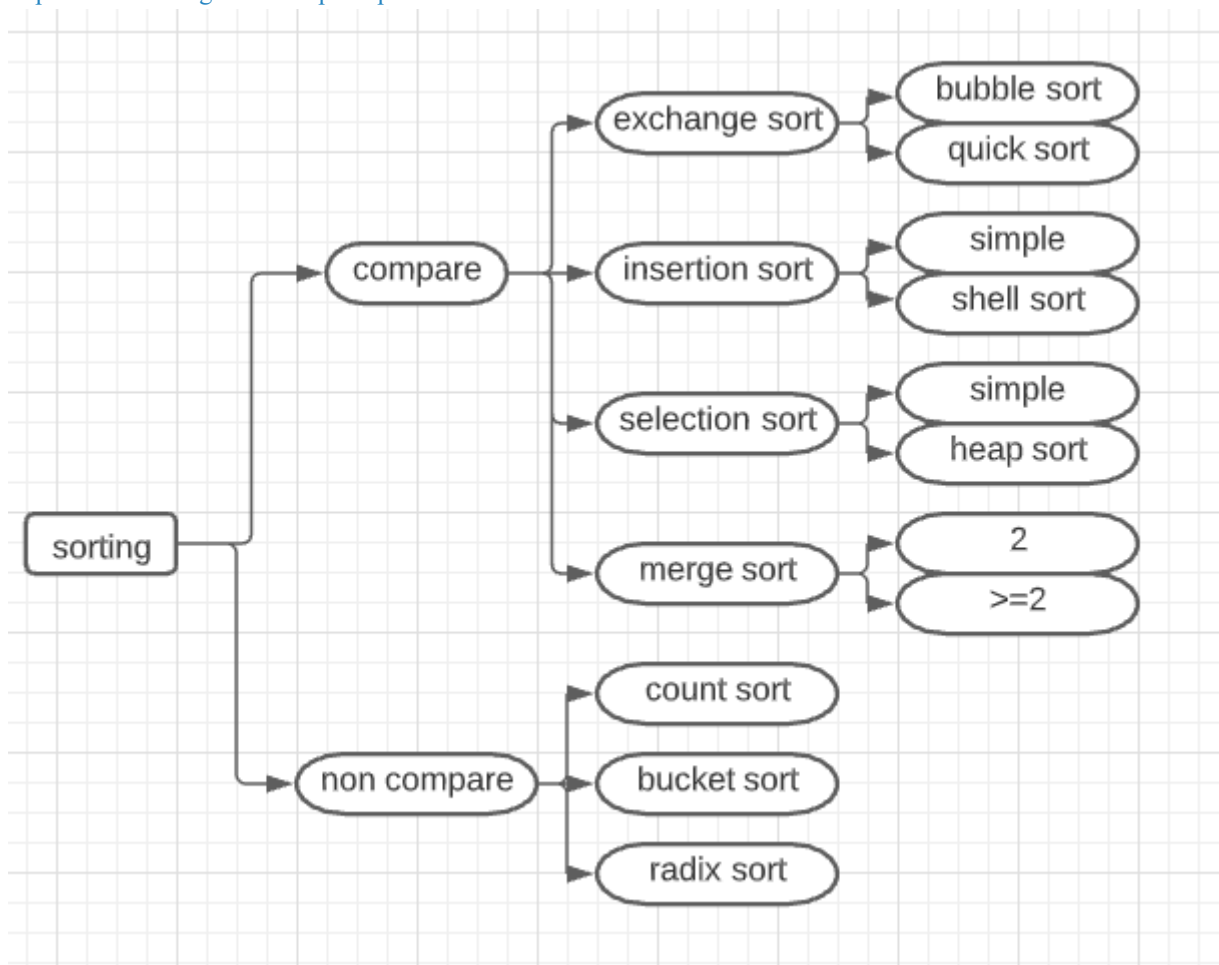 bubble sort
exchange sort
quick sort
simple
compare
insertion sort
shell sort
simple
selection sort
heap sort
sorting
2
merge sort
>=2
count sort
non compare
bucket sort
radix sort